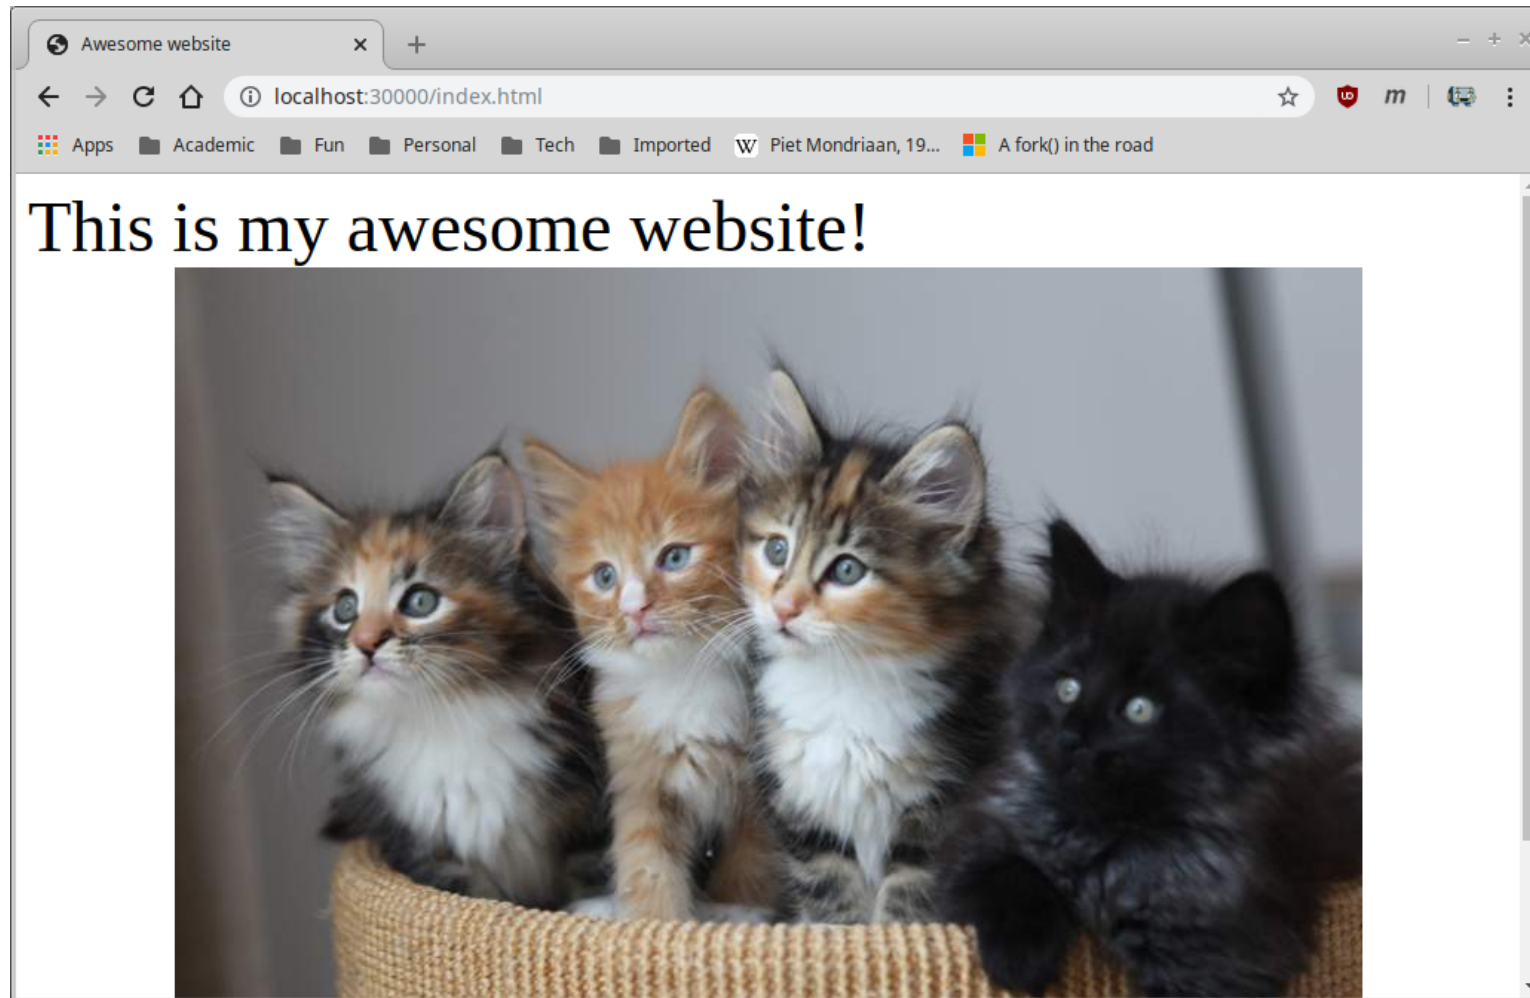 Awesome website
localhost:30000/index.html
Apps Academic Fun Personal Tech Imported W Piet Mondriaan, 19... A fork() in the road
This is my awesome website!